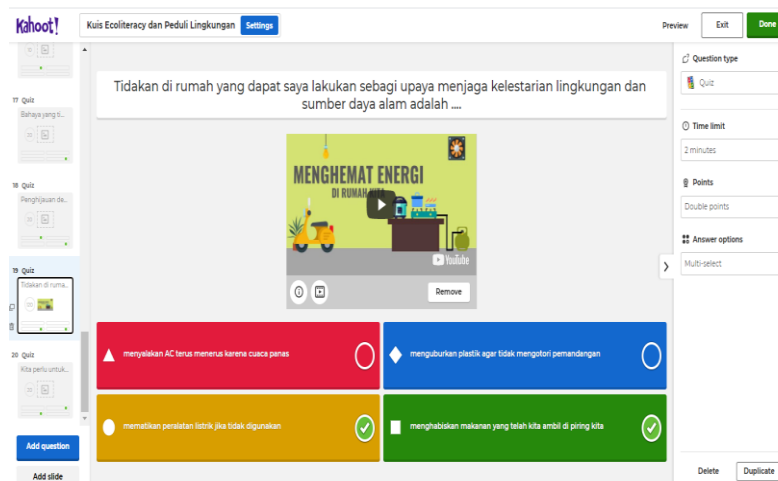 Kahoot!
Kuis Ecoliteracy dan Peduli Lingkungan
Settings
Preview
Exit
Done
17 Quiz
Bahaya yang ti...
18 Quiz
Penghijauan de...
19 Quiz
Tidakan di ruma...
20 Quiz
Kita perlu untuk...
Add question
Add slide
Tidakan di rumah yang dapat saya lakukan sebagi upaya menjaga kelestarian lingkungan dan
sumber daya alam adalah ....
MENGHEMAT ENERGI
DI RUMAH KITA
YouTube
Remove
menyalakan AC terus menerus karena cuaca panas
menguburkan plastik agar tidak mengotori pemandangan
mematikan peralatan listrik jika tidak digunakan
menghabiskan makanan yang telah kita ambil di piring kita
Question type
Quiz
Time limit
2 minutes
Points
Double points
Answer options
Multi-select
Delete
Duplicate